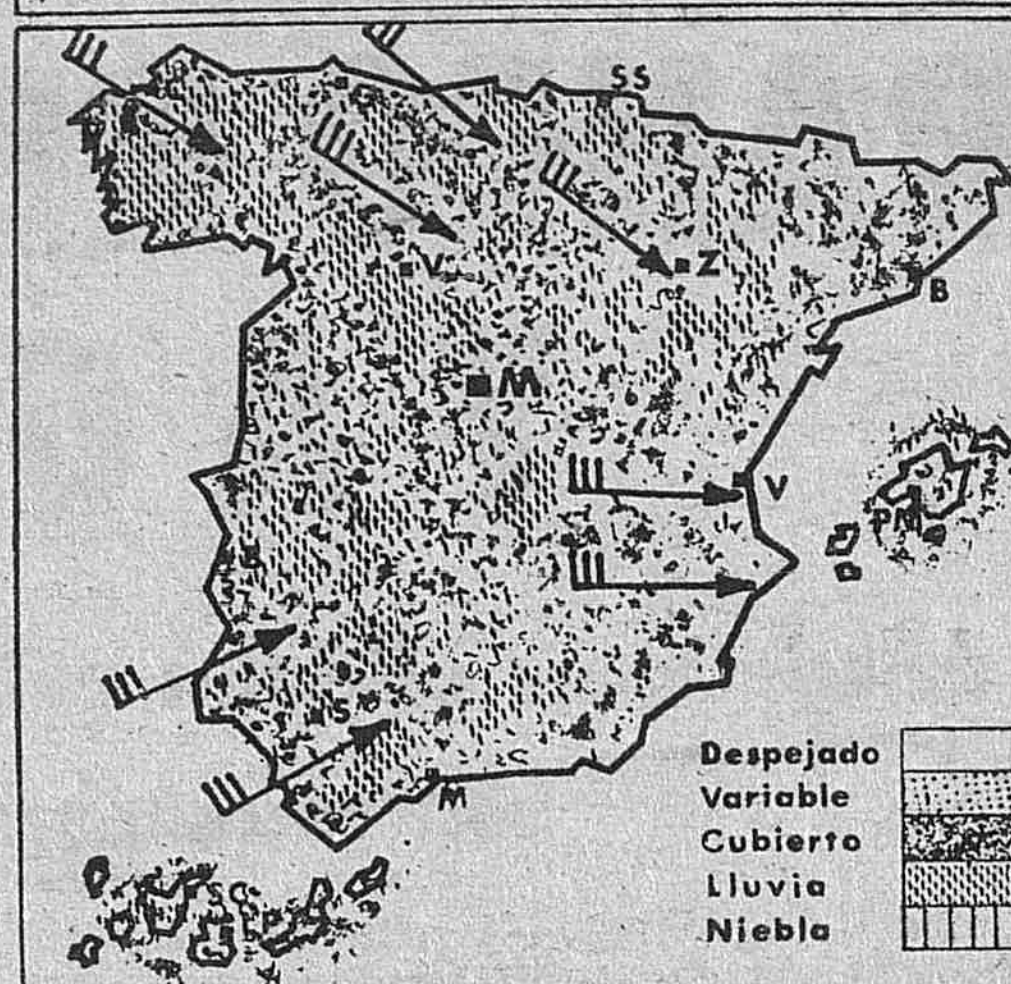 SS
V
Z
B
M
V
PM
S
M
SC
Despejado
Variable
Cubierto
Lluvia
Niebla